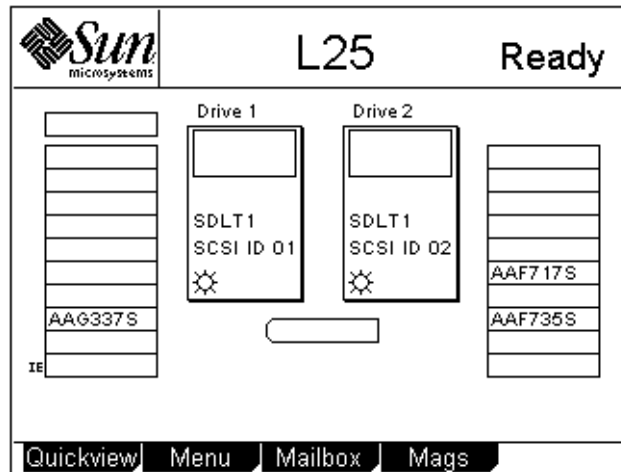 Sun
microsystems
L25
Ready
Drive 1
Drive 2
SDLT1
SCSI ID 01
SDLT1
SCSI ID 02
AAF717S
AAG337S
AAF735S
IE
Quickview
Menu
Mailbox
Mags